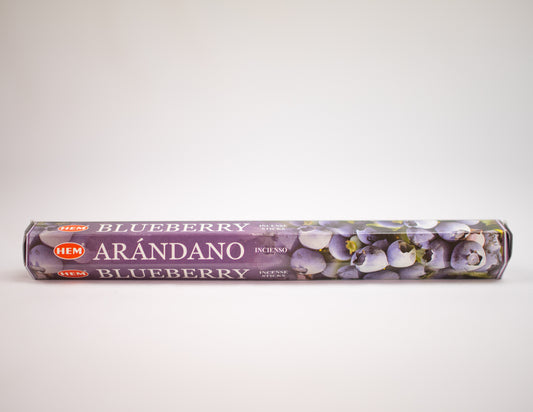 HEM BLUEBERRY INCENSE STICKS
HEM ARÁNDANO INCIENSO
HEM BLUEBERRY INCENSE STICKS